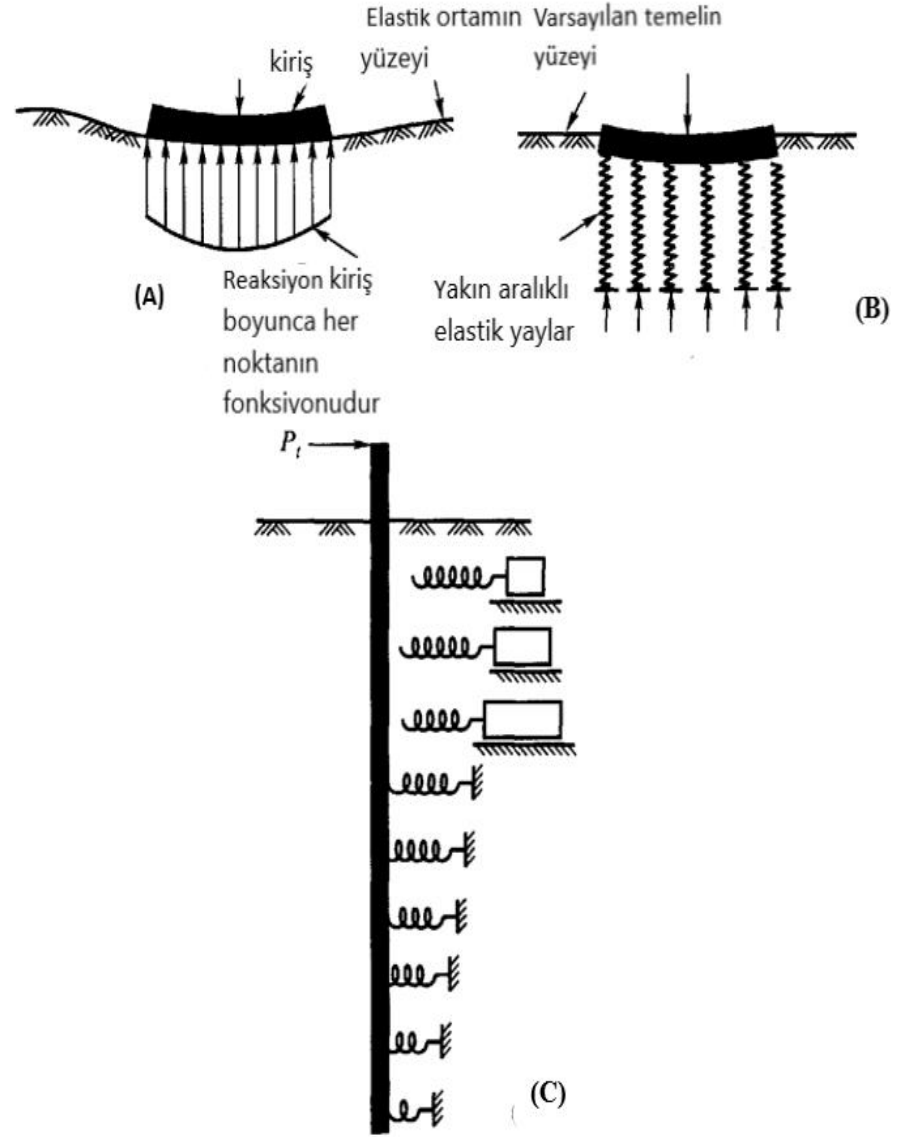 Elastik ortamın
yüzeyi
kiriş
Reaksiyon kiriş
boyunca her
noktanın
fonksivonudur
(A)
Varsayılan temelin
yüzeyi
Yakın aralıklı
elastik yaylar
(B)
Pt
(C)